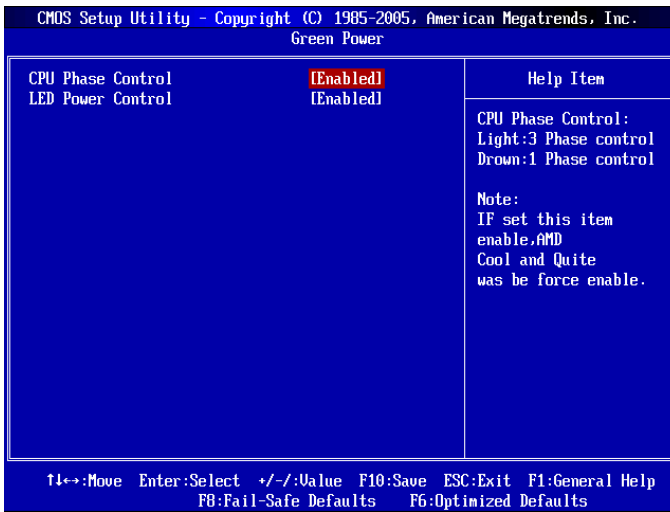 CMOS Setup Utility - Copyright (C) 1985-2005, American Megatrends, Inc.
Green Power
CPU Phase Control [Enabled]
LED Power Control [Enabled]
Help Item
CPU Phase Control:
Light:3 Phase control
Drown:1 Phase control
Note:
IF set this item
enable,AMD
Cool and Quite
was be force enable.
↑↓←→:Move Enter:Select +/-/:Value F10:Save ESC:Exit F1:General Help
F8:Fail-Safe Defaults F6:Optimized Defaults